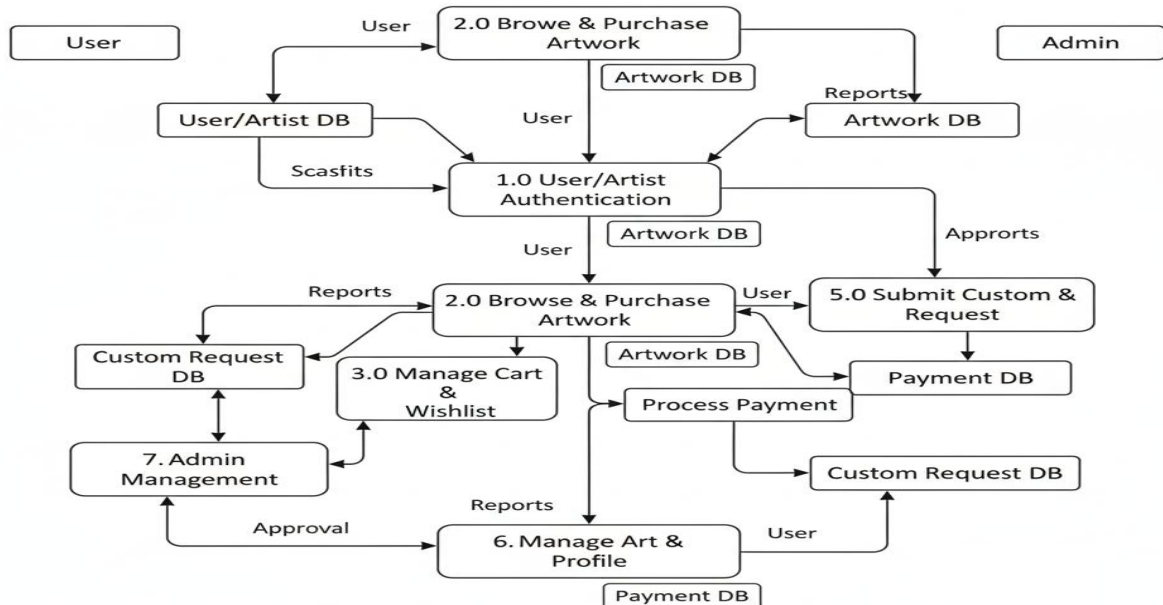 User
User
2.0 Browe & Purchase
Artwork
Admin
Artwork DB
Reports
User/Artist DB
User
Artwork DB
Scasfits
1.0 User/Artist
Authentication
Artwork DB
User
Approrts
Reports
2.0 Browse & Purchase
Artwork
User
5.0 Submit Custom &
Request
Custom Request
DB
3.0 Manage Cart
&
Wishlist
Artwork DB
Payment DB
Process Payment
7. Admin
Management
Custom Request DB
Reports
Approval
6. Manage Art &
Profile
User
Payment DB